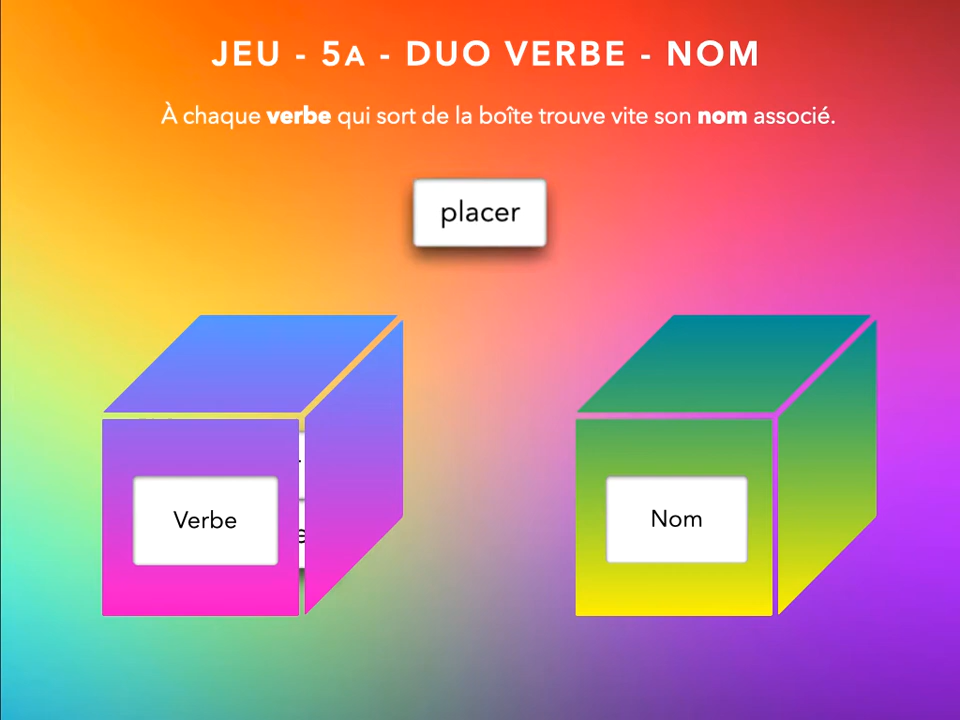 JEU - 5A - DUO VERBE - NOM
À chaque verbe qui sort de la boîte trouve vite son nom associé.
placer
Verbe
Nom